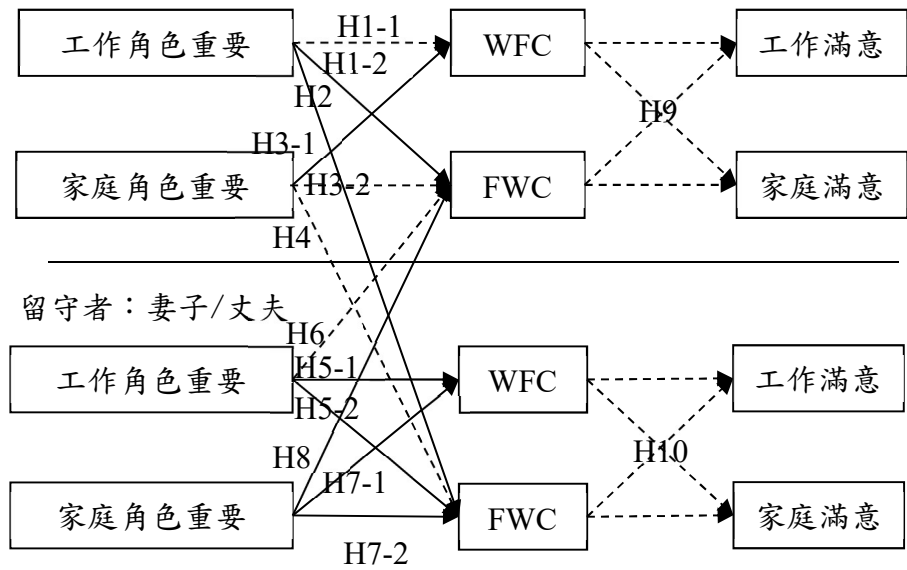 工作角色重要 H1-1 WFC 工作滿意
H1-2
H2
H9
H3-1
家庭角色重要 H3-2 FWC 家庭滿意
H4
留守者：妻子/丈夫
H6
工作角色重要 H5-1 WFC 工作滿意
H5-2
H8 H10
H7-1
家庭角色重要 FWC 家庭滿意
H7-2